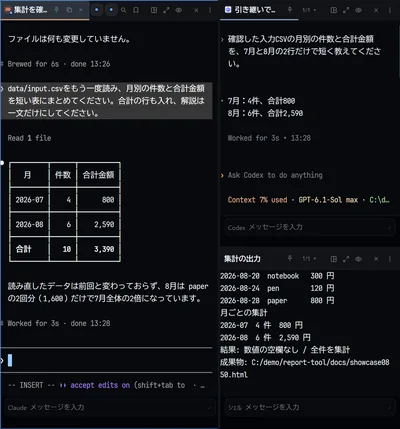 集計を確…
ファイルは何も変更していません。
Brewed for 6s · done 13:26
data/input.csvをもう一度読み、月別の件数と合計金額
を短い表にまとめてください。合計の行も入れ、解説は
一文だけにしてください。
Read 1 file
月 件数 合計金額
2026-07 4 800
2026-08 6 2,590
合計 10 3,390
読み直したデータは前回と変わっておらず、8月は paper
の2回分（1,600）だけで7月全体の2倍になっています。
Worked for 3s · done 13:28
-- INSERT -- ⏵⏵ accept edits on (shift+tab to · …
Claude メッセージを入力
引き継いで…
1/1
› 確認した入力CSVの月別の件数と合計金額
を、7月と8月の2行だけで短く教えてくだ
さい。
• 7月：4件、合計800
8月：6件、合計2,590
Worked for 3s • 13:28
› Ask Codex to do anything
Context 7% used · GPT-6.1-Sol max · C:\d…
Codex メッセージを入力
集計の出力
1/1
2026-08-20 notebook 300 円
2026-08-24 pen 120 円
2026-08-28 paper 800 円
月ごとの集計
2026-07 4 件 800 円
2026-08 6 件 2,590 円
結果: 数値の空欄なし / 全件を集計
成果物: C:/demo/report-tool/docs/showcase08
50.html
シェル メッセージを入力